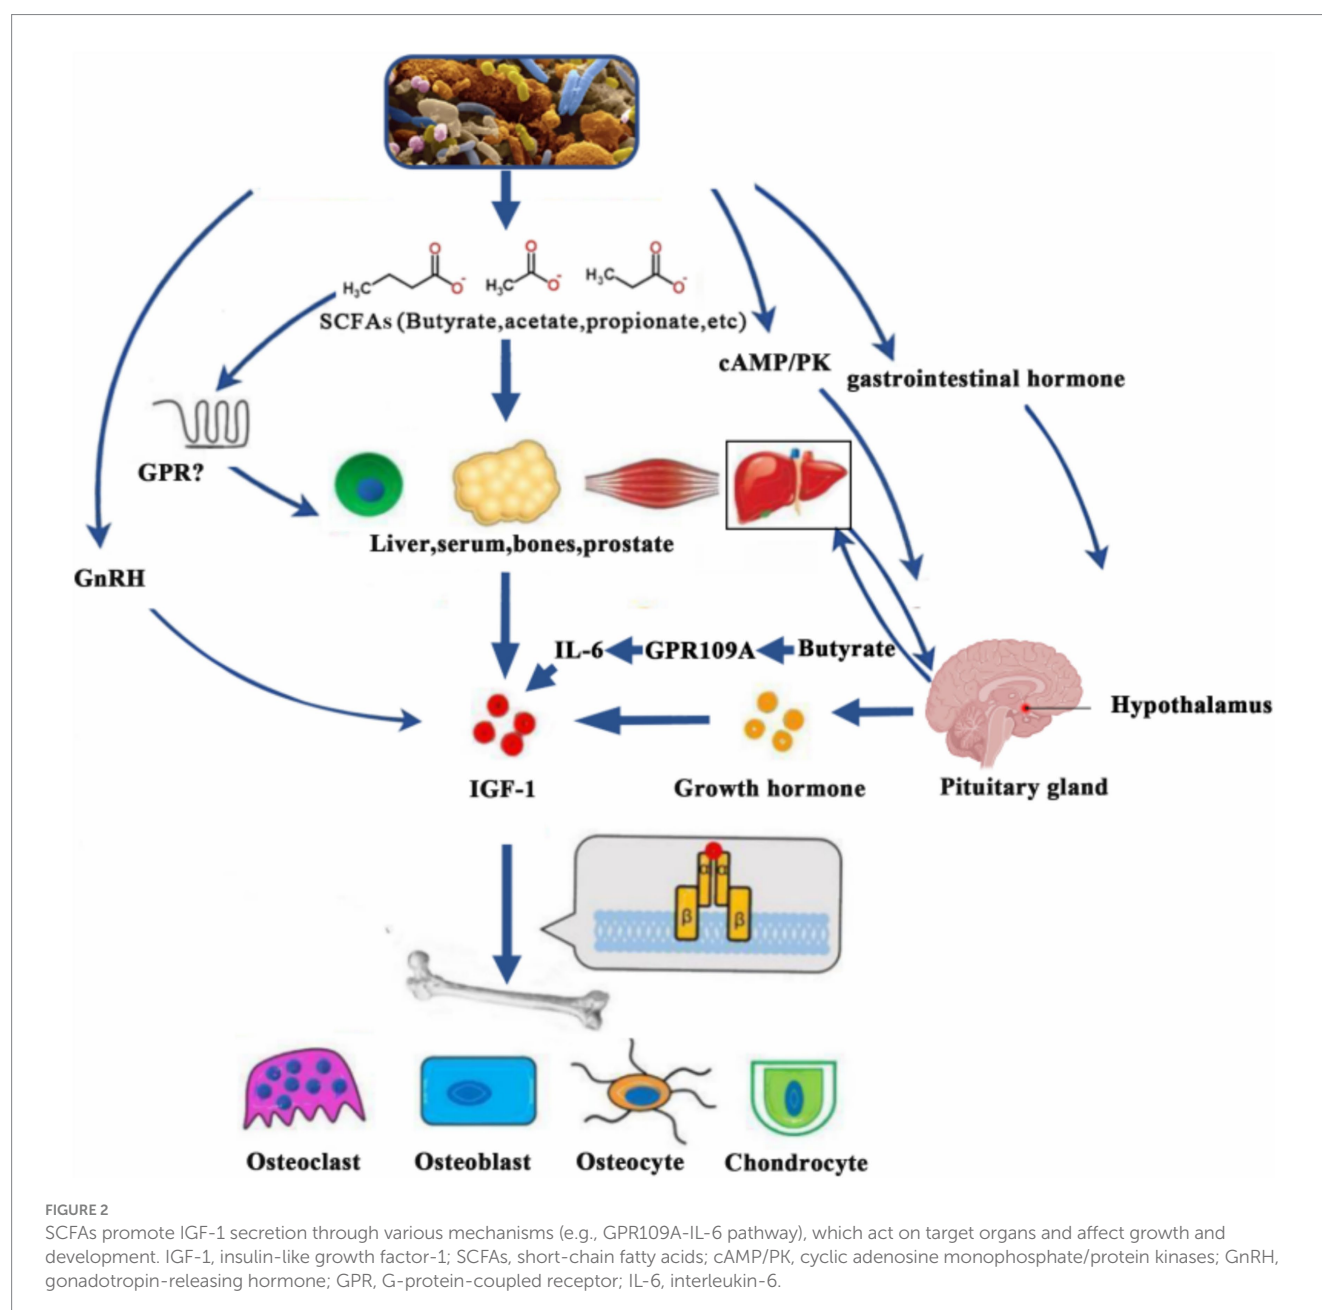 H₃C
O
O⁻
H₃C
O
O⁻
H₃C
O
O⁻
SCFAs (Butyrate,acetate,propionate,etc)
cAMP/PK
gastrointestinal hormone
GPR?
Liver,serum,bones,prostate
GnRH
IL-6
GPR109A
Butyrate
Hypothalamus
IGF-1
Growth hormone
Pituitary gland
α α
β β
Osteoclast
Osteoblast
Osteocyte
Chondrocyte
FIGURE 2
SCFAs promote IGF-1 secretion through various mechanisms (e.g., GPR109A-IL-6 pathway), which act on target organs and affect growth and
development. IGF-1, insulin-like growth factor-1; SCFAs, short-chain fatty acids; cAMP/PK, cyclic adenosine monophosphate/protein kinases; GnRH,
gonadotropin-releasing hormone; GPR, G-protein-coupled receptor; IL-6, interleukin-6.